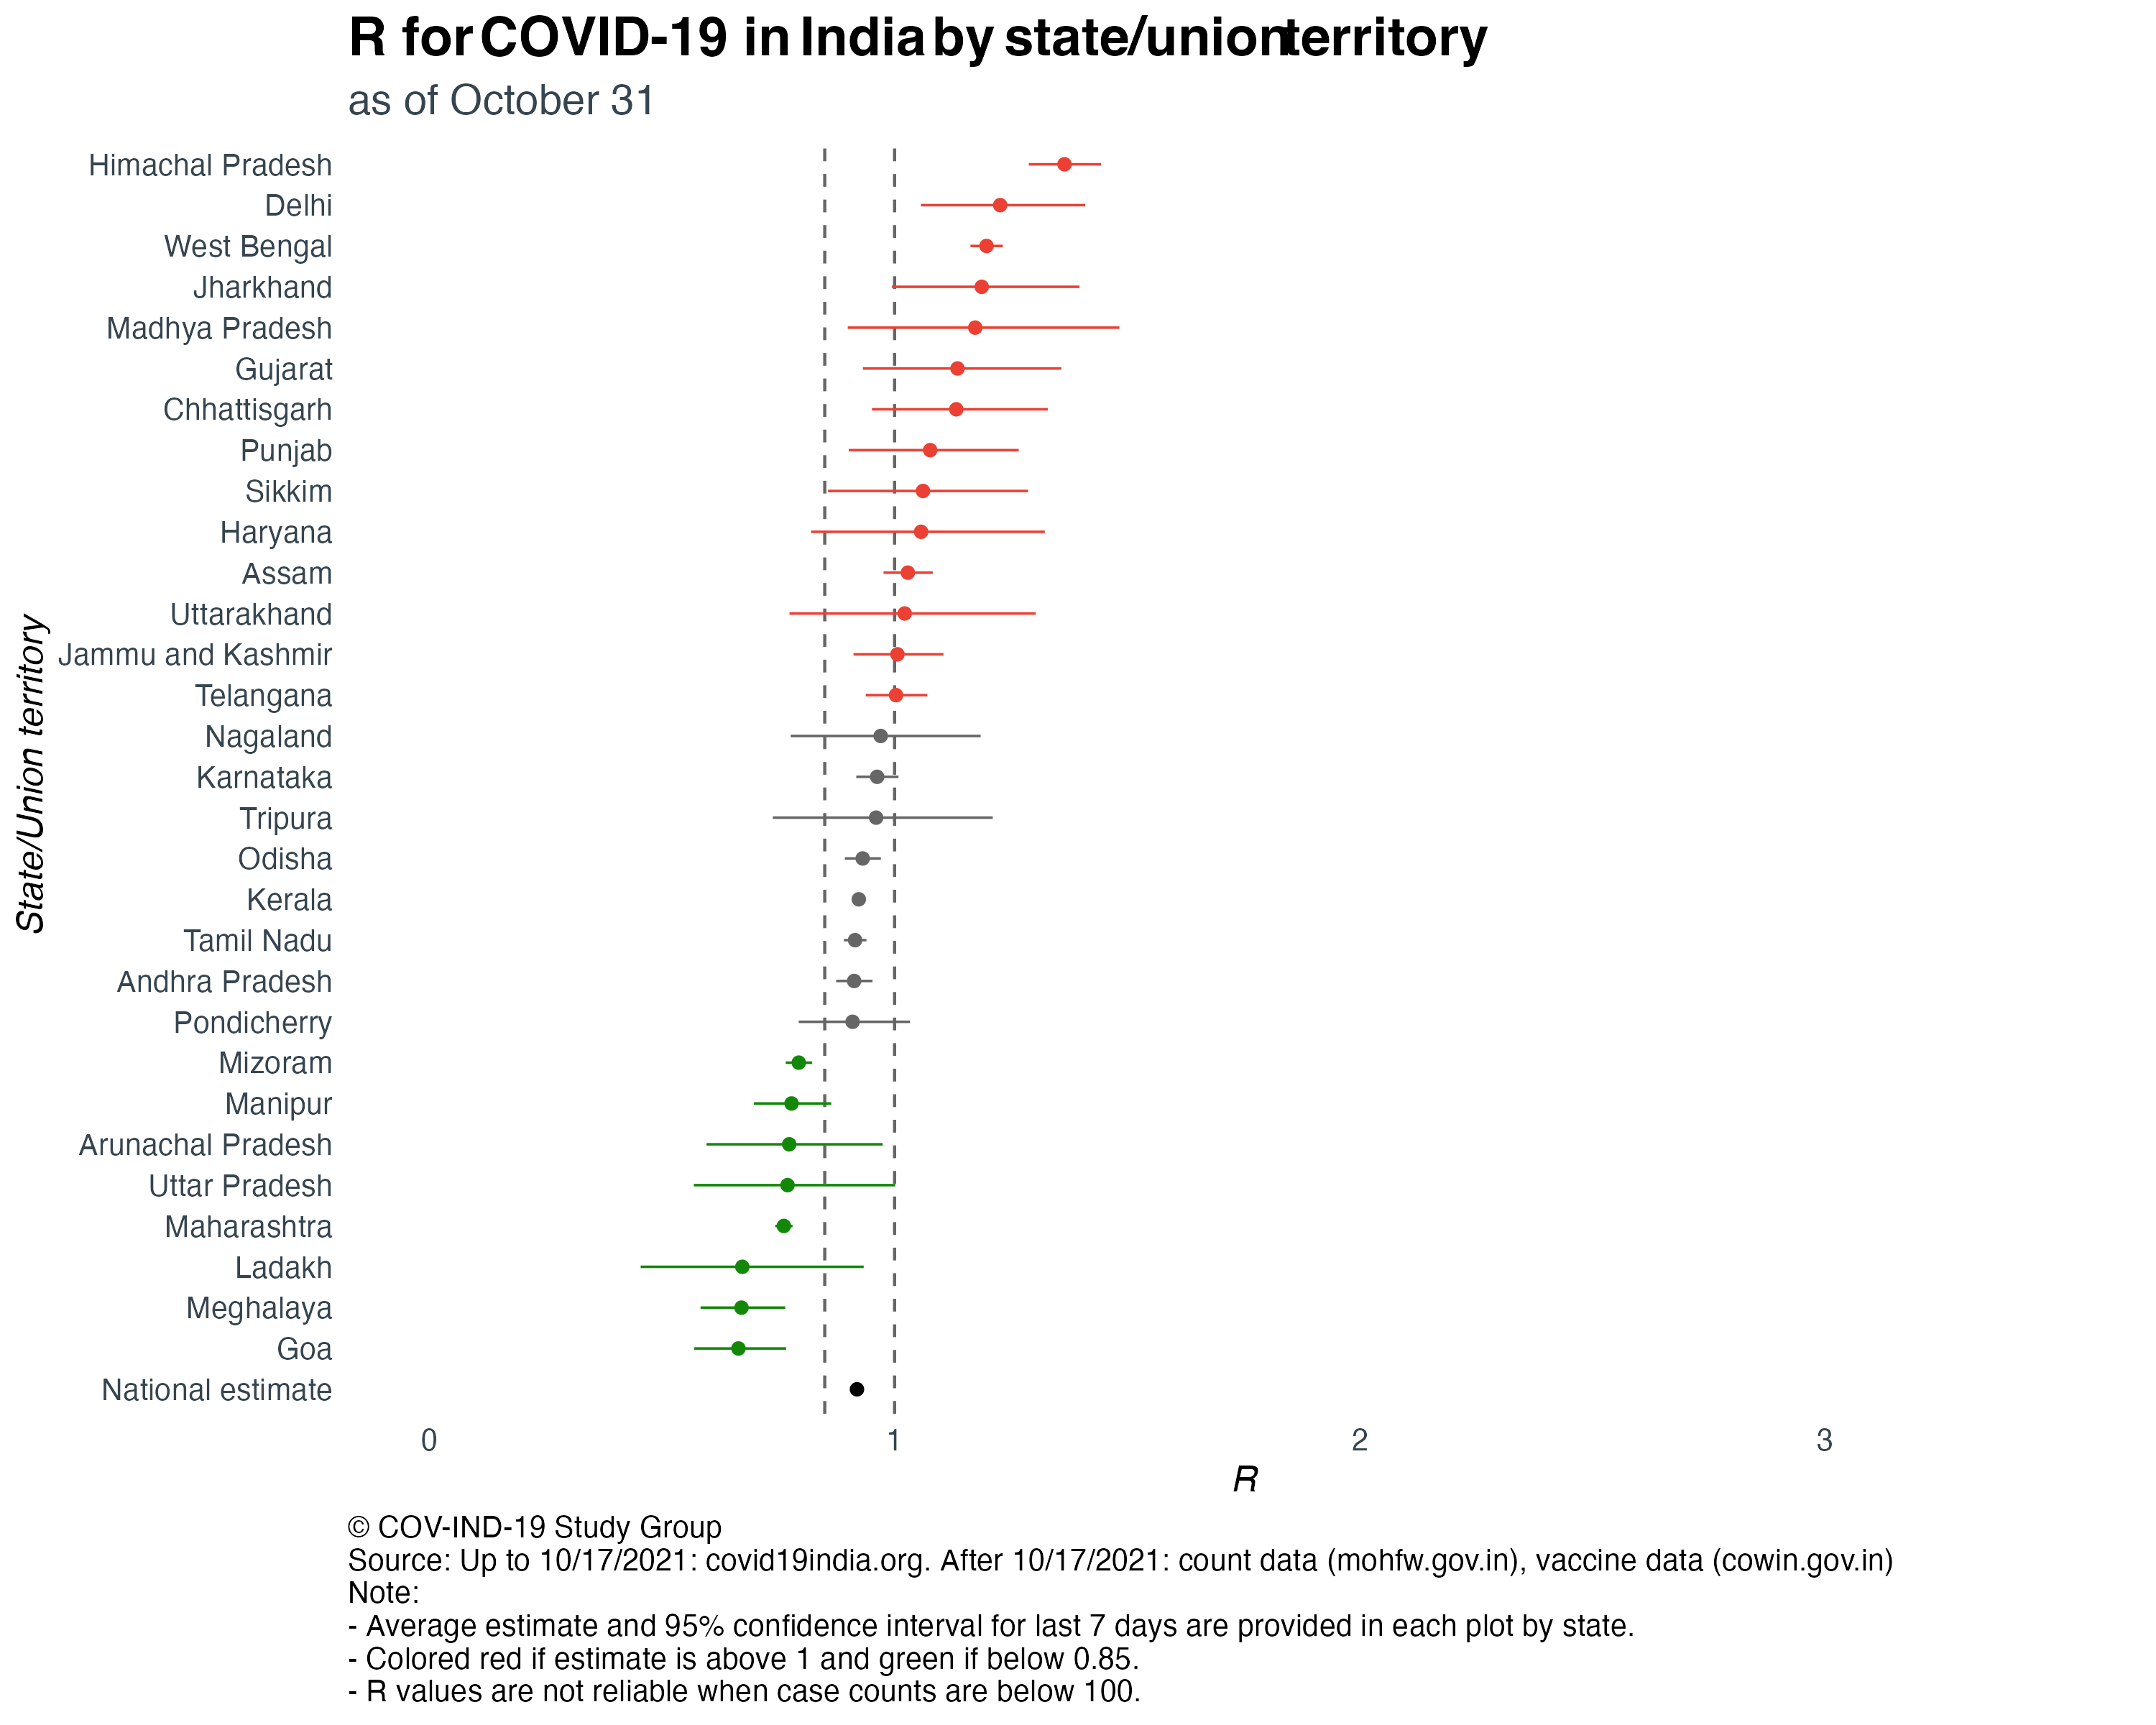 R for COVID-19 in India by state/union territory
as of October 31
Himachal Pradesh
Delhi
West Bengal
Jharkhand
Madhya Pradesh
Gujarat
Chhattisgarh
Punjab
Sikkim
Haryana
Assam
Uttarakhand
Jammu and Kashmir
Telangana
Nagaland
Karnataka
Tripura
Odisha
Kerala
Tamil Nadu
Andhra Pradesh
Pondicherry
Mizoram
Manipur
Arunachal Pradesh
Uttar Pradesh
Maharashtra
Ladakh
Meghalaya
Goa
National estimate
State/Union territory
0 1 2 3
R
© COV-IND-19 Study Group
Source: Up to 10/17/2021: covid19india.org. After 10/17/2021: count data (mohfw.gov.in), vaccine data (cowin.gov.in)
Note:
- Average estimate and 95% confidence interval for last 7 days are provided in each plot by state.
- Colored red if estimate is above 1 and green if below 0.85.
- R values are not reliable when case counts are below 100.